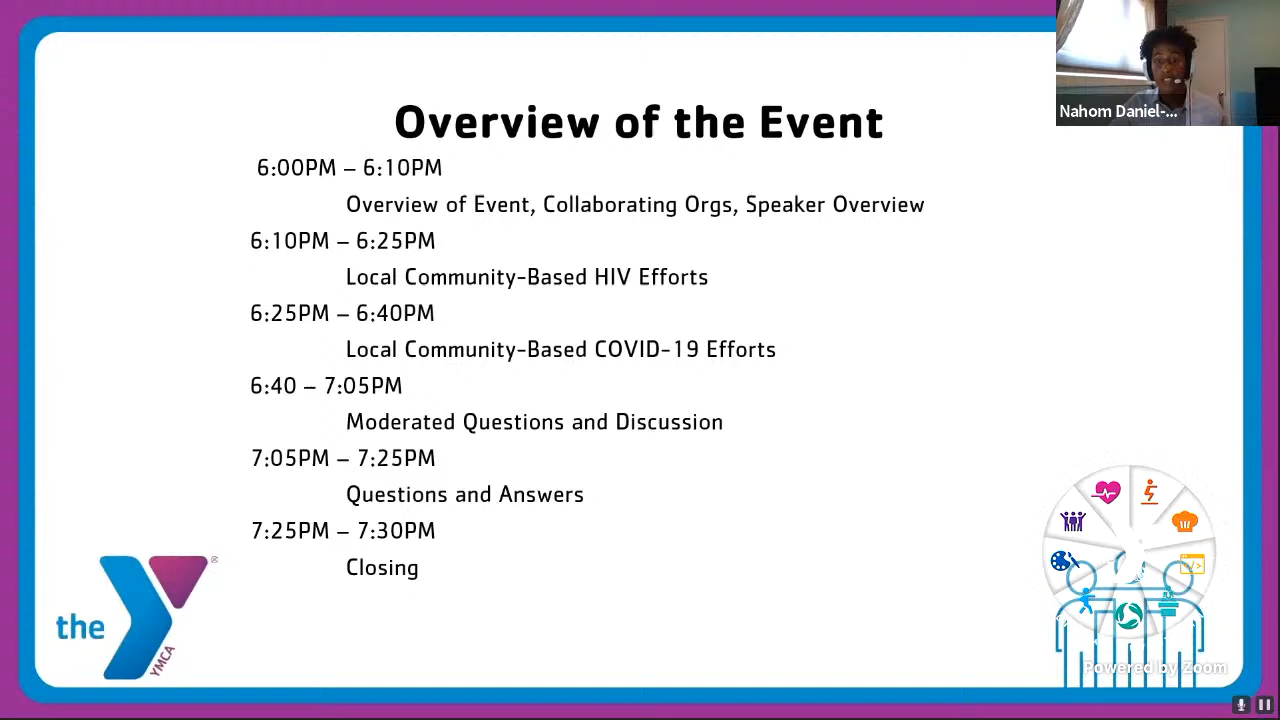 Overview of the Event
6:00PM – 6:10PM
Overview of Event, Collaborating Orgs, Speaker Overview
6:10PM – 6:25PM
Local Community-Based HIV Efforts
6:25PM – 6:40PM
Local Community-Based COVID-19 Efforts
6:40 – 7:05PM
Moderated Questions and Discussion
7:05PM – 7:25PM
Questions and Answers
7:25PM – 7:30PM
Closing
Nahom Daniel-...
the
YMCA
®
</>
Powered by Zoom